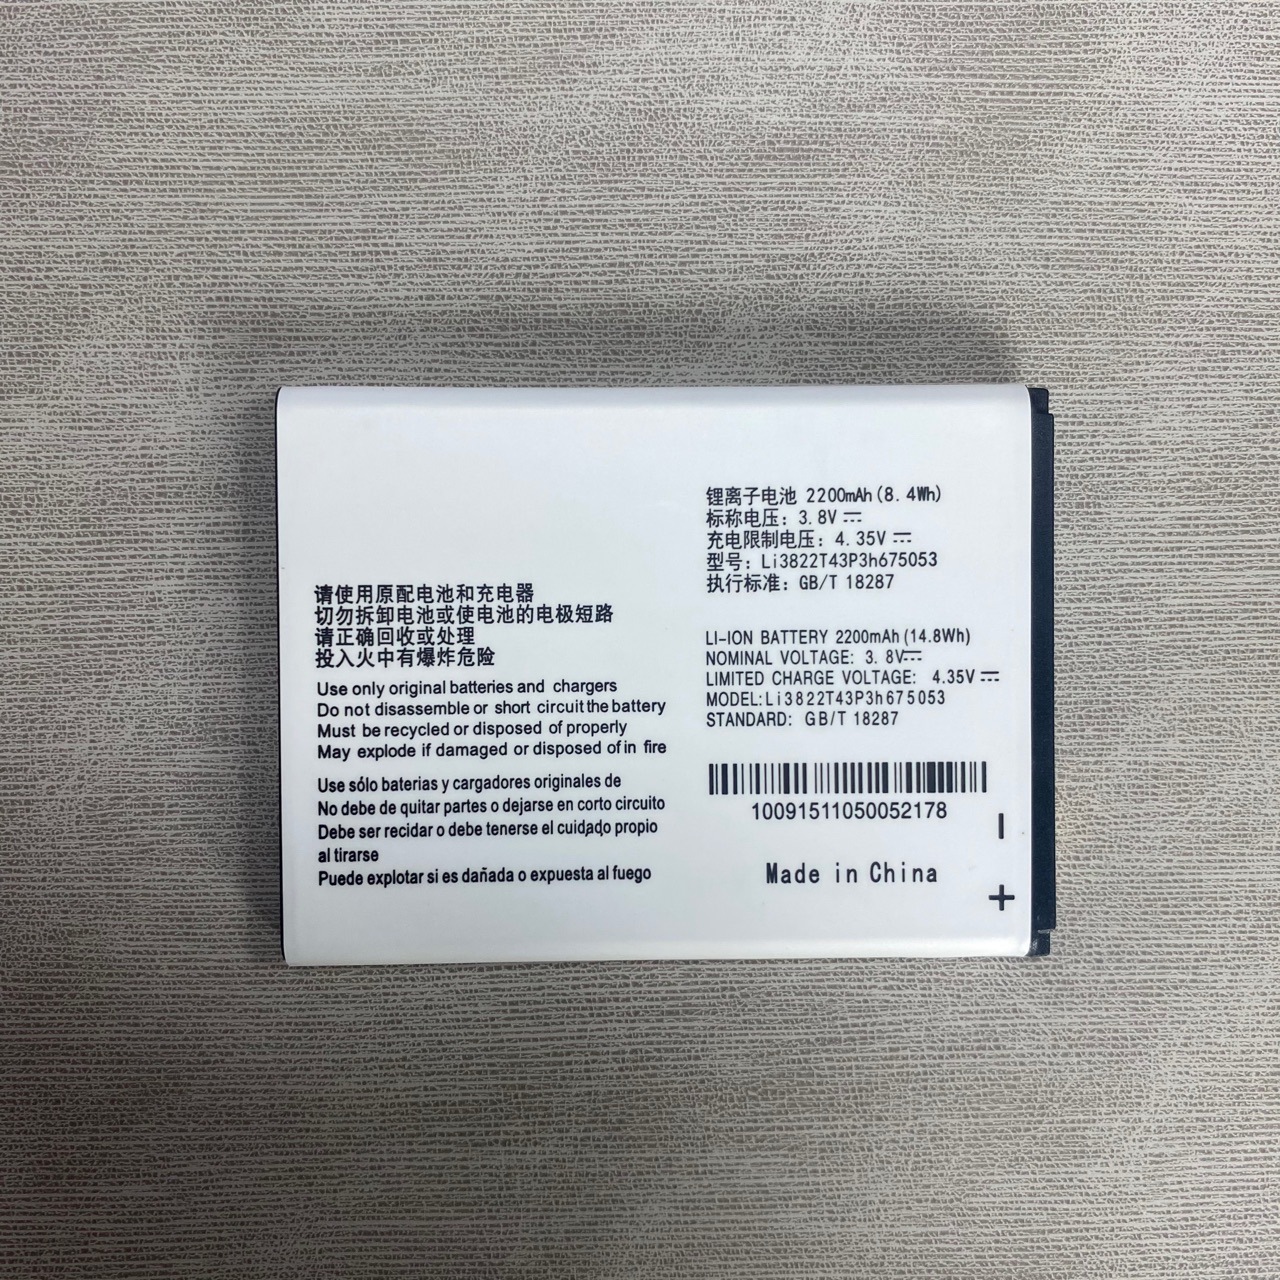 请使用原配电池和充电器
切勿拆卸电池或使电池的电极短路
请正确回收或处理
投入火中有爆炸危险
Use only original batteries and chargers
Do not disassemble or short circuit the battery
Must be recycled or disposed of properly
May explode if damaged or disposed of in fire
Use sólo baterias y cargadores originales de
No debe de quitar partes o dejarse en corto circuito
Debe ser recidar o debe tenerse el cuidado propio
al tirarse
Puede explotar si es dañada o expuesta al fuego
锂离子电池 2200mAh(8.4Wh)
标称电压: 3.8V ⎓
充电限制电压: 4.35V ⎓
型号: Li3822T43P3h675053
执行标准: GB/T 18287
LI-ION BATTERY 2200mAh(14.8Wh)
NOMINAL VOLTAGE: 3.8V⎓
LIMITED CHARGE VOLTAGE: 4.35V ⎓
MODEL:Li3822T43P3h675053
STANDARD: GB/T 18287
10091511050052178
Made in China
−
+